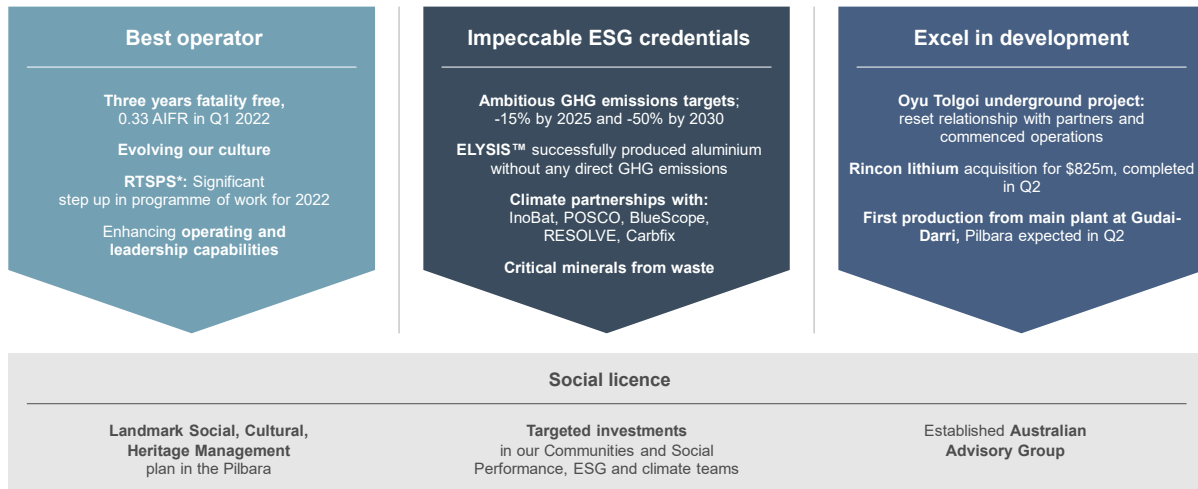 Best operator
Three years fatality free,
0.33 AIFR in Q1 2022
Evolving our culture
RTSPS*: Significant
step up in programme of work for 2022
Enhancing operating and
leadership capabilities
Impeccable ESG credentials
Ambitious GHG emissions targets;
-15% by 2025 and -50% by 2030
ELYSIS™ successfully produced aluminium
without any direct GHG emissions
Climate partnerships with:
InoBat, POSCO, BlueScope,
RESOLVE, Carbfix
Critical minerals from waste
Excel in development
Oyu Tolgoi underground project:
reset relationship with partners and
commenced operations
Rincon lithium acquisition for $825m, completed
in Q2
First production from main plant at Gudai-
Darri, Pilbara expected in Q2
Social licence
Landmark Social, Cultural,
Heritage Management
plan in the Pilbara
Targeted investments
in our Communities and Social
Performance, ESG and climate teams
Established Australian
Advisory Group